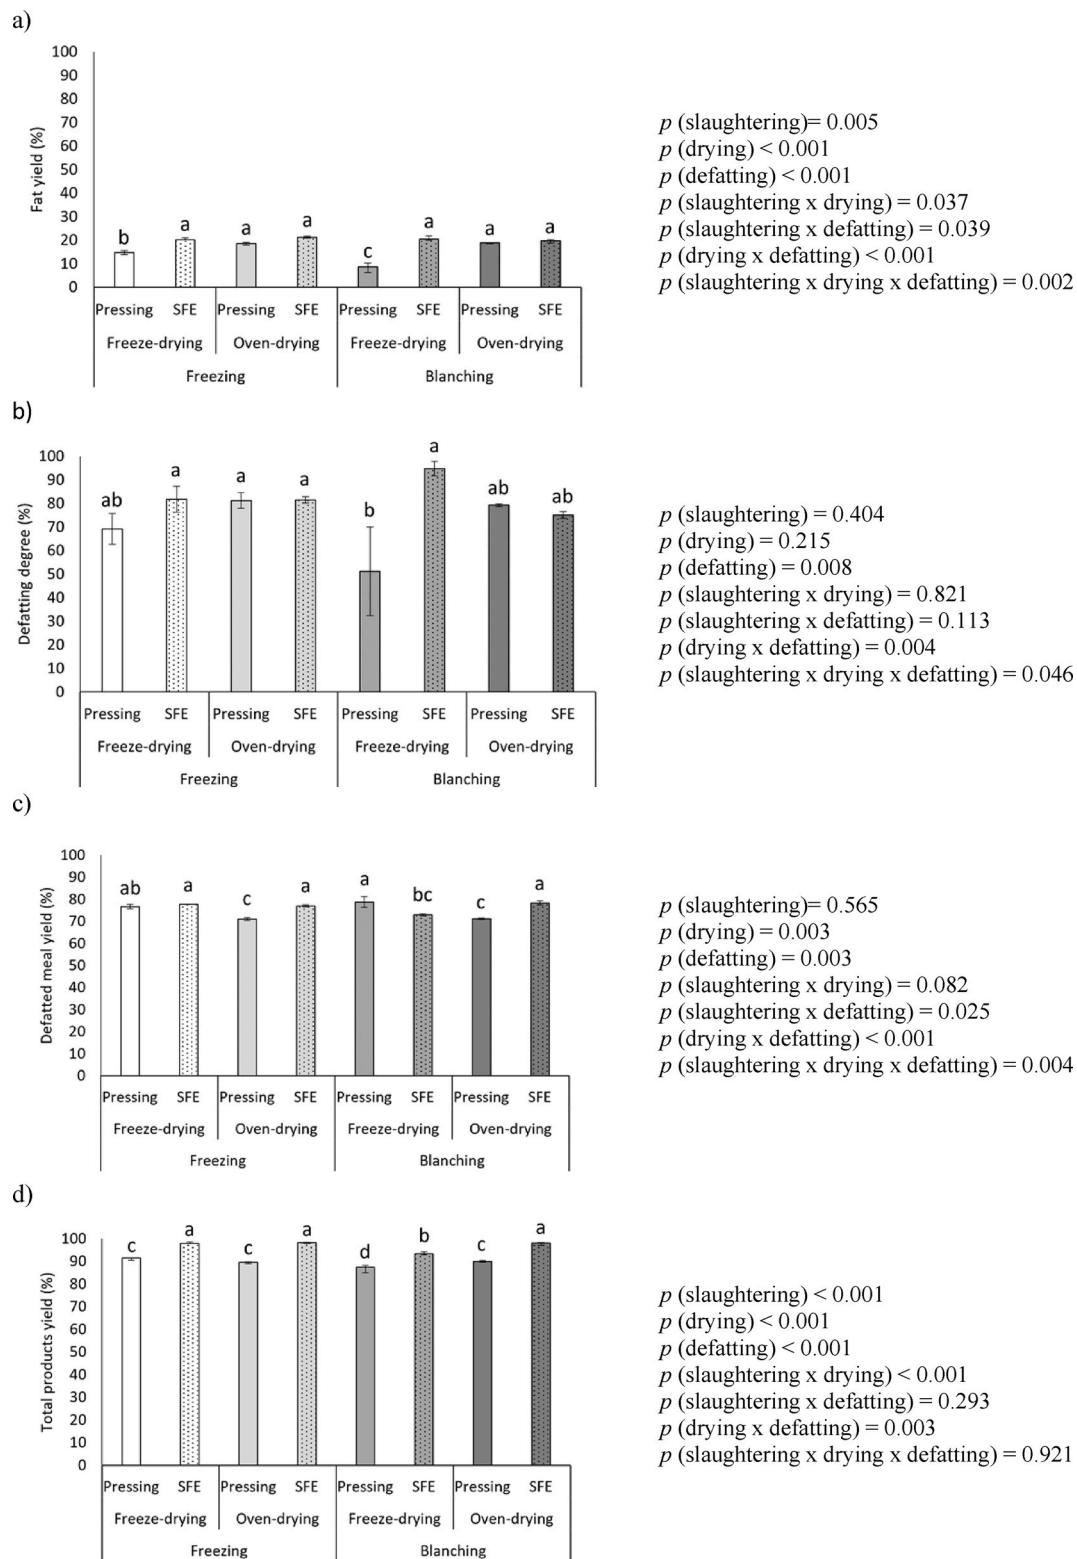 a)
Fat yield (%)
100
90
80
70
60
50
40
30
20
10
0
b
a
a
a
c
a
a
a
Pressing SFE Pressing SFE Pressing SFE Pressing SFE
Freeze-drying Oven-drying Freeze-drying Oven-drying
Freezing Blanching
p (slaughtering)= 0.005
p (drying) < 0.001
p (defatting) < 0.001
p (slaughtering x drying) = 0.037
p (slaughtering x defatting) = 0.039
p (drying x defatting) < 0.001
p (slaughtering x drying x defatting) = 0.002
b)
Defatting degree (%)
100
90
80
70
60
50
40
30
20
10
0
ab
a
a
a
b
a
ab
ab
Pressing SFE Pressing SFE Pressing SFE Pressing SFE
Freeze-drying Oven-drying Freeze-drying Oven-drying
Freezing Blanching
p (slaughtering) = 0.404
p (drying) = 0.215
p (defatting) = 0.008
p (slaughtering x drying) = 0.821
p (slaughtering x defatting) = 0.113
p (drying x defatting) = 0.004
p (slaughtering x drying x defatting) = 0.046
c)
Defatted meal yield (%)
100
90
80
70
60
50
40
30
20
10
0
ab
a
c
a
a
bc
c
a
Pressing SFE Pressing SFE Pressing SFE Pressing SFE
Freeze-drying Oven-drying Freeze-drying Oven-drying
Freezing Blanching
p (slaughtering)= 0.565
p (drying) = 0.003
p (defatting) = 0.003
p (slaughtering x drying) = 0.082
p (slaughtering x defatting) = 0.025
p (drying x defatting) < 0.001
p (slaughtering x drying x defatting) = 0.004
d)
Total products yield (%)
100
90
80
70
60
50
40
30
20
10
0
c
a
c
a
d
b
c
a
Pressing SFE Pressing SFE Pressing SFE Pressing SFE
Freeze-drying Oven-drying Freeze-drying Oven-drying
Freezing Blanching
p (slaughtering) < 0.001
p (drying) < 0.001
p (defatting) < 0.001
p (slaughtering x drying) < 0.001
p (slaughtering x defatting) = 0.293
p (drying x defatting) = 0.003
p (slaughtering x drying x defatting) = 0.921